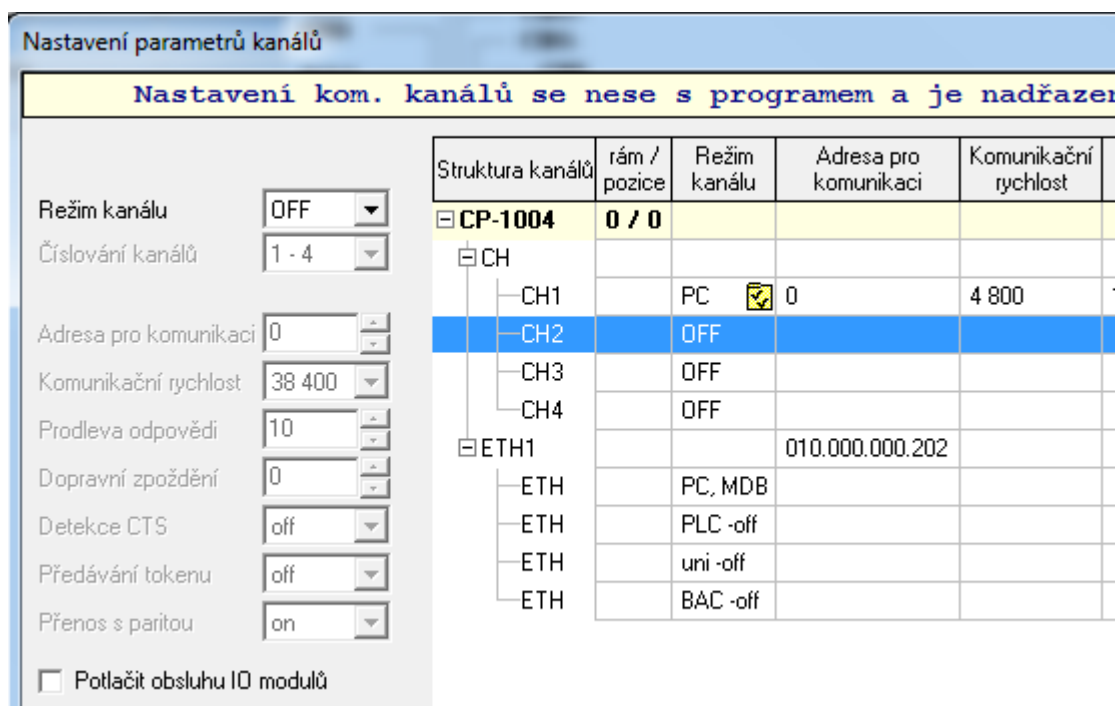 Nastavení parametrů kanálů
Nastavení kom. kanálů se nese s programem a je
Režim kanálu OFF
Číslování kanálů 1 - 4
Adresa pro komunikaci 0
Komunikační rychlost 38 400
Prodleva odpovědi 10
Dopravní zpoždění 0
Detekce CTS off
Předávání tokenu off
Přenos s paritou on
Potlačit obsluhu IO modulů
Struktura kanálů rám / pozice Režim kanálu Adresa pro komunikaci Komunikační rychlost
CP-1004 0 / 0
CH
CH1 PC 0 4 800
CH2 OFF
CH3 OFF
CH4 OFF
ETH1 010.000.000.202
ETH PC, MDB
ETH PLC -off
ETH uni -off
ETH BAC -off